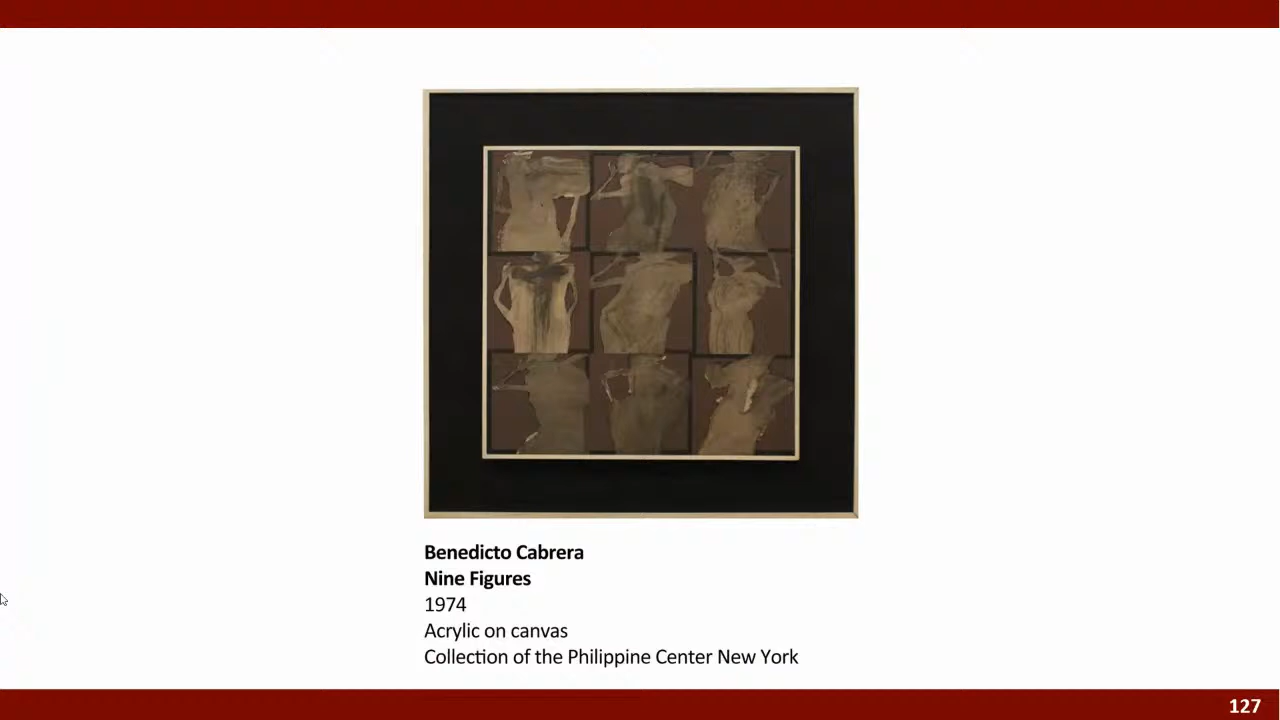 Benedicto Cabrera
Nine Figures
1974
Acrylic on canvas
Collection of the Philippine Center New York
127